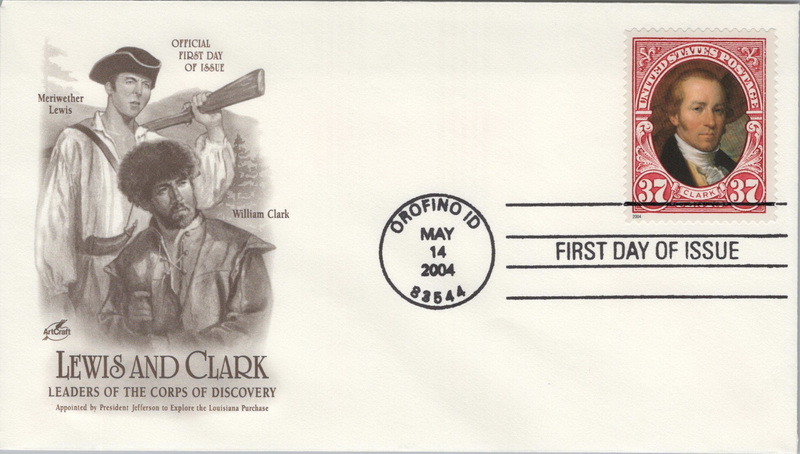 OFFICIAL
FIRST DAY
OF ISSUE
Meriwether
Lewis
William Clark
ArtCraft
LEWIS AND CLARK
LEADERS OF THE CORPS OF DISCOVERY
Appointed by President Jefferson to Explore the Louisiana Purchase
OROFINO ID
MAY
14
2004
83544
UNITED STATES POSTAGE
37 CLARK 37
2004
FIRST DAY OF ISSUE